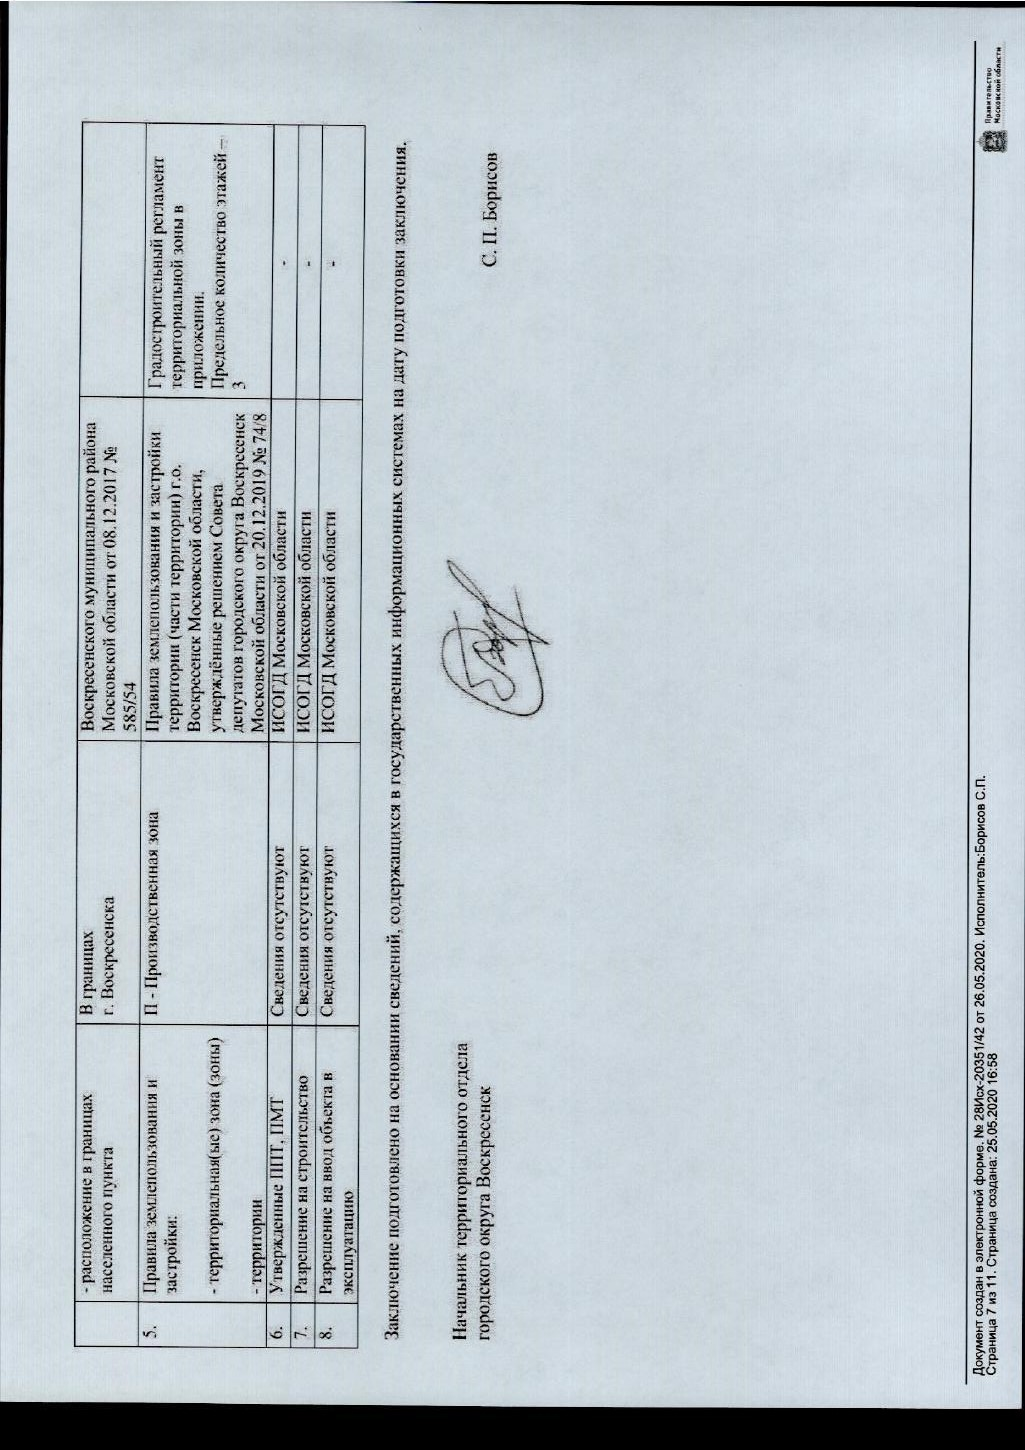 - расположение в границах
населенного пункта
В границах
г. Воскресенска
Воскресенского муниципального района
Московской области от 08.12.2017 №
585/54
5.
Правила землепользования и
застройки:
- территориальная(ые) зона (зоны)
- территории
П - Производственная зона
Правила землепользования и застройки
территории (части территории) г.о.
Воскресенск Московской области,
утверждённые решением Совета
депутатов городского округа Воскресенск
Московской области от 20.12.2019 № 74/8
Градостроительный регламент
территориальной зоны в
приложении.
Предельное количество этажей –
3
6.
Утвержденные ППТ, ПМТ
Сведения отсутствуют
ИСОГД Московской области
-
7.
Разрешение на строительство
Сведения отсутствуют
ИСОГД Московской области
-
8.
Разрешение на ввод объекта в
эксплуатацию
Сведения отсутствуют
ИСОГД Московской области
-
Заключение подготовлено на основании сведений, содержащихся в государственных информационных системах на дату подготовки заключения.
Начальник территориального отдела
городского округа Воскресенск
С. П. Борисов
Документ создан в электронной форме. № 28Исх-20351/42 от 26.05.2020. Исполнитель:Борисов С.П.
Страница 7 из 11. Страница создана: 25.05.2020 16:58
Правительство
Московской области